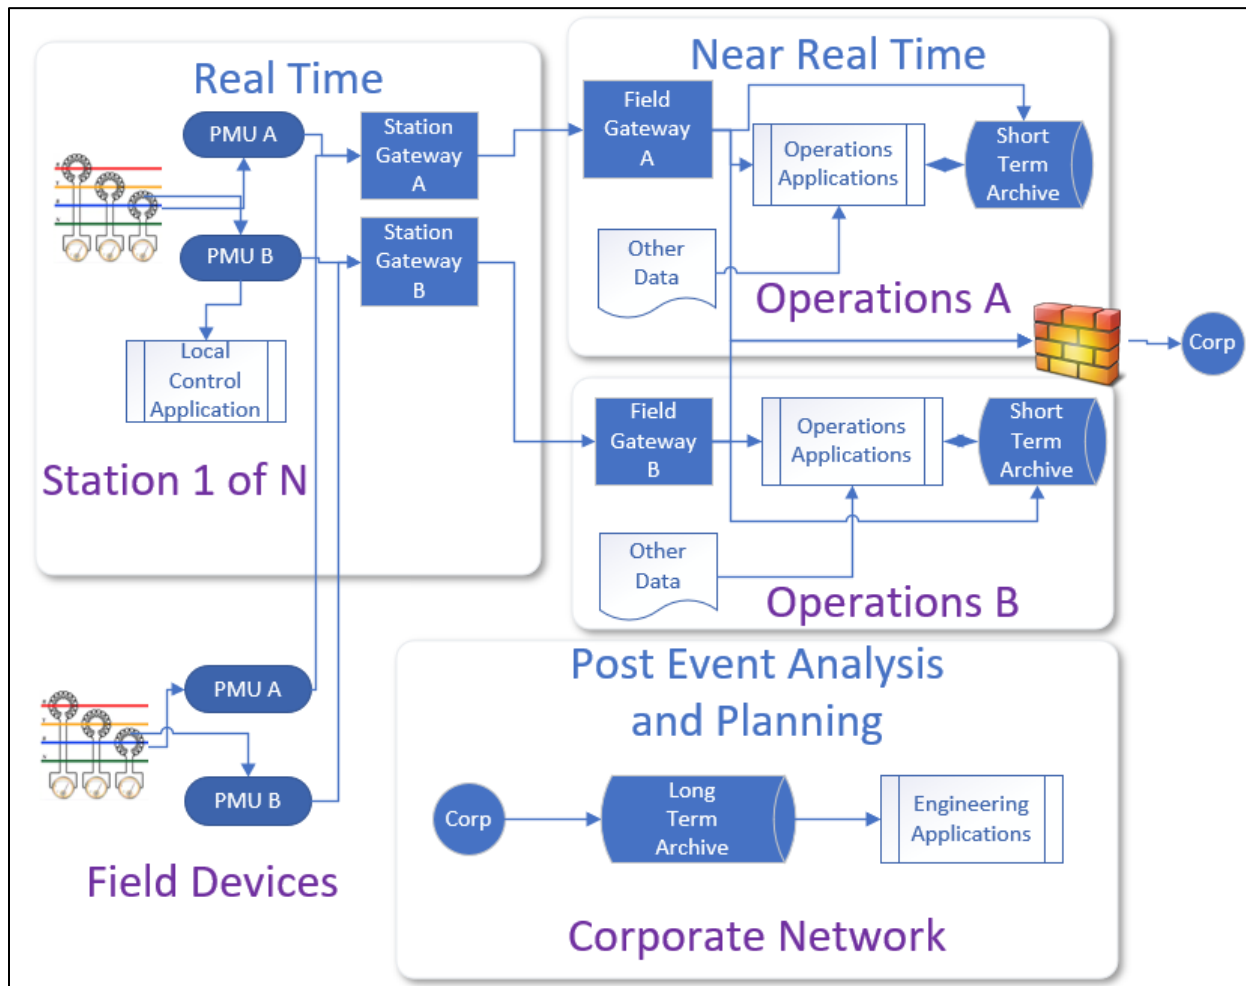 Real Time
PMU A
Station
Gateway
A
PMU B
Station
Gateway
B
Local
Control
Application
Station 1 of N
Near Real Time
Field
Gateway
A
Operations
Applications
Short
Term
Archive
Other
Data
Operations A
Corp
Field
Gateway
B
Operations
Applications
Short
Term
Archive
Other
Data
Operations B
PMU A
PMU B
Field Devices
Post Event Analysis
and Planning
Corp
Long
Term
Archive
Engineering
Applications
Corporate Network